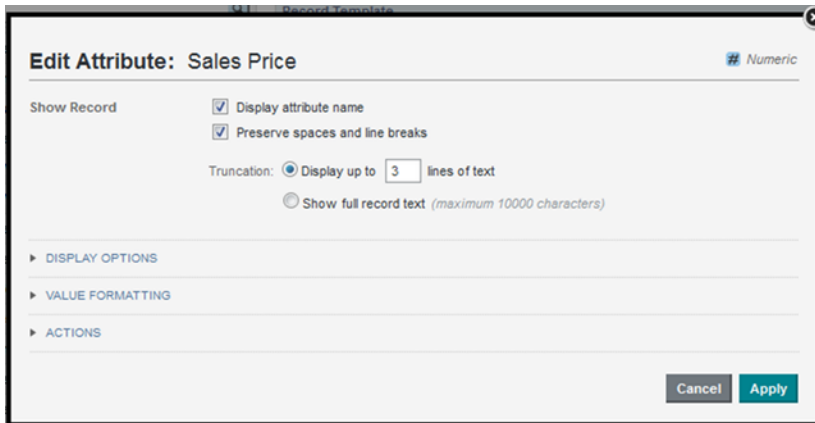 Record Template
Edit Attribute: Sales Price
# Numeric
Show Record
Display attribute name
Preserve spaces and line breaks
Truncation: Display up to 3 lines of text
Show full record text (maximum 10000 characters)
DISPLAY OPTIONS
VALUE FORMATTING
ACTIONS
Cancel Apply